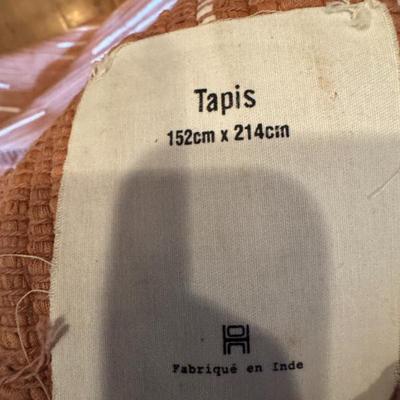 Tapis
152cm x 214cm
Fabriqué en Inde